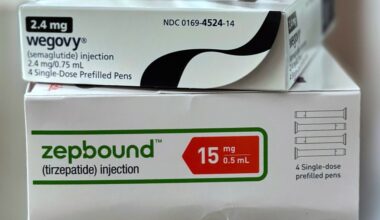 2.4 mg
NDC 0169-4524-14
wegovy®
(semaglutide) injection
2.4 mg/0.75 mL
4 Single-Dose Prefilled Pens
zepbound™
(tirzepatide) injection
15 mg
0.5 mL
4 Single-dose
prefilled pens